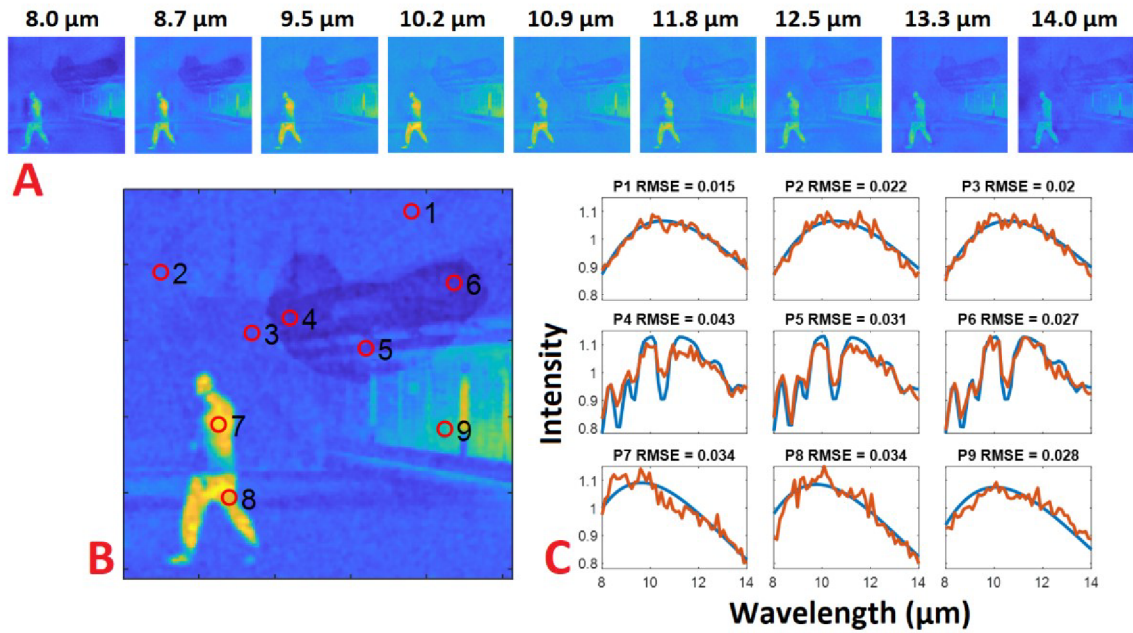 8.0 µm 8.7 µm 9.5 µm 10.2 µm 10.9 µm 11.8 µm 12.5 µm 13.3 µm 14.0 µm
A
B
1
2
3
4
5
6
7
8
9
C
Intensity
P1 RMSE = 0.015 P2 RMSE = 0.022 P3 RMSE = 0.02
1.1
1
0.9
0.8
P4 RMSE = 0.043 P5 RMSE = 0.031 P6 RMSE = 0.027
1.1
1
0.9
0.8
P7 RMSE = 0.034 P8 RMSE = 0.034 P9 RMSE = 0.028
1.1
1
0.9
0.8
8 10 12 14 8 10 12 14 8 10 12 14
Wavelength (µm)